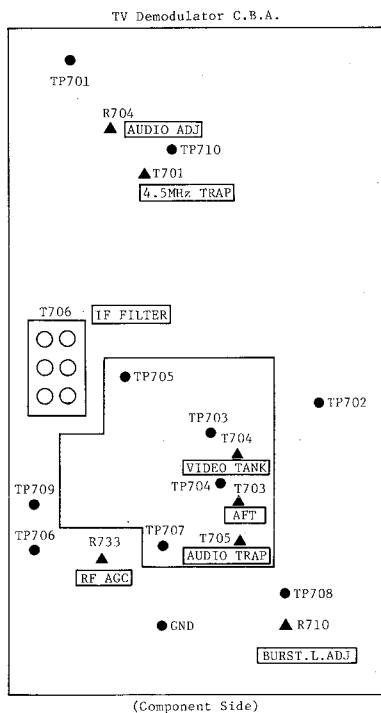 TV Demodulator C.B.A.
TP701
R704
AUDIO ADJ
TP710
T701
4.5MHz TRAP
T706
IF FILTER
TP705
TP702
TP703
T704
VIDEO TANK
TP704
T703
AFT
TP709
TP706
R733
RF AGC
TP707
T705
AUDIO TRAP
TP708
GND
R710
BURST.L.ADJ
(Component Side)